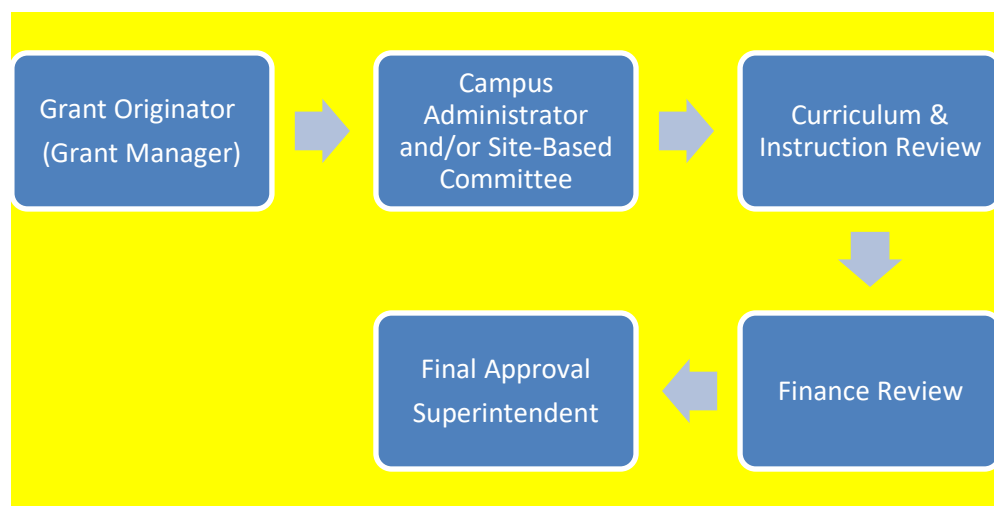 Grant Originator
(Grant Manager)
Campus
Administrator
and/or Site-Based
Committee
Curriculum &
Instruction Review
Finance Review
Final Approval
Superintendent